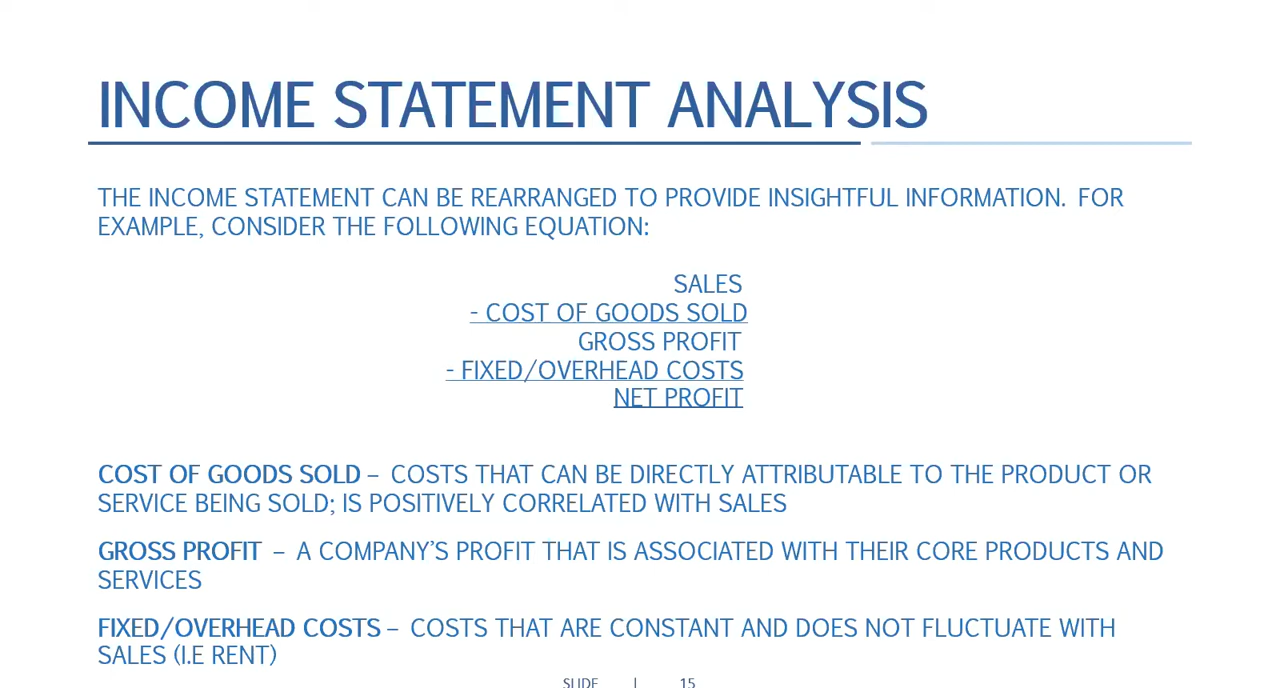 INCOME STATEMENT ANALYSIS
THE INCOME STATEMENT CAN BE REARRANGED TO PROVIDE INSIGHTFUL INFORMATION. FOR
EXAMPLE, CONSIDER THE FOLLOWING EQUATION:
SALES
- COST OF GOODS SOLD
GROSS PROFIT
- FIXED/OVERHEAD COSTS
NET PROFIT
COST OF GOODS SOLD – COSTS THAT CAN BE DIRECTLY ATTRIBUTABLE TO THE PRODUCT OR
SERVICE BEING SOLD; IS POSITIVELY CORRELATED WITH SALES
GROSS PROFIT – A COMPANY’S PROFIT THAT IS ASSOCIATED WITH THEIR CORE PRODUCTS AND
SERVICES
FIXED/OVERHEAD COSTS – COSTS THAT ARE CONSTANT AND DOES NOT FLUCTUATE WITH
SALES (I.E RENT)
SLIDE | 15